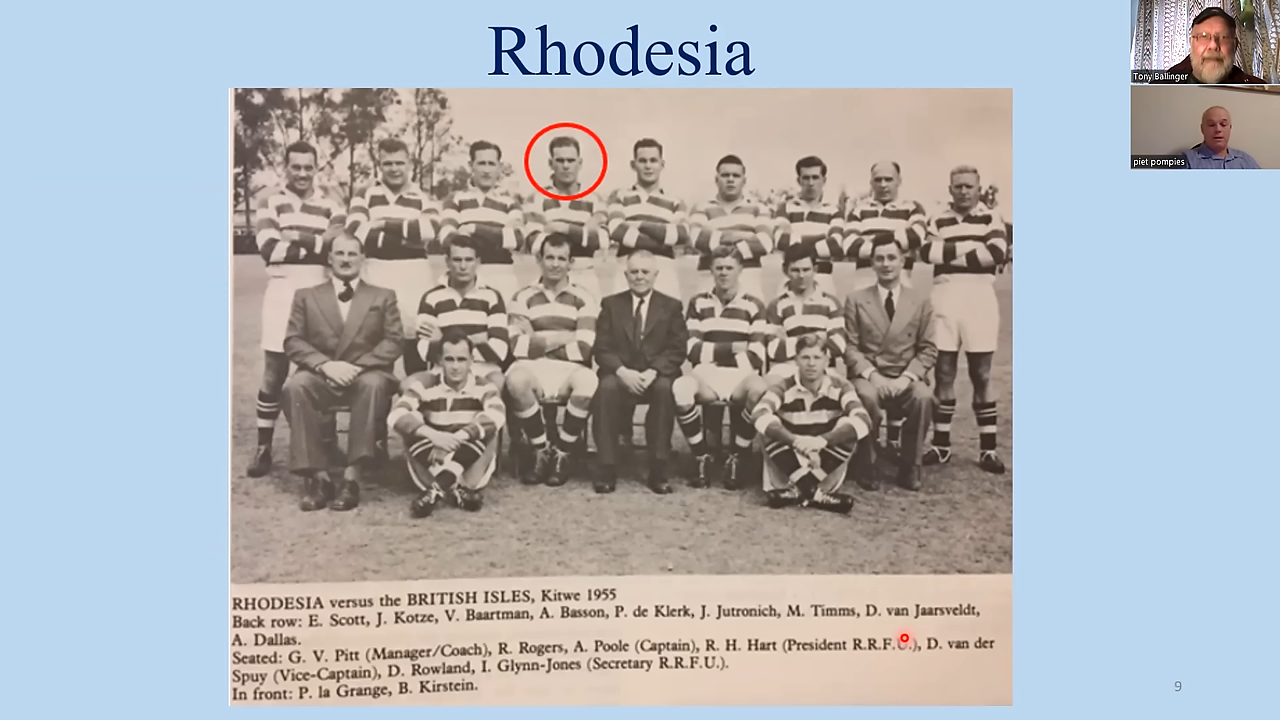 Rhodesia
Tony Ballinger
piet pompies
RHODESIA versus the BRITISH ISLES, Kitwe 1955
Back row: E. Scott, J. Kotze, V. Baartman, A. Basson, P. de Klerk, J. Jutronich, M. Timms, D. van Jaarsveldt,
A. Dallas.
Seated: G. V. Pitt (Manager/Coach), R. Rogers, A. Poole (Captain), R. H. Hart (President R.R.F.U.), D. van der
Spuy (Vice-Captain), D. Rowland, I. Glynn-Jones (Secretary R.R.F.U.).
In front: P. la Grange, B. Kirstein.
9